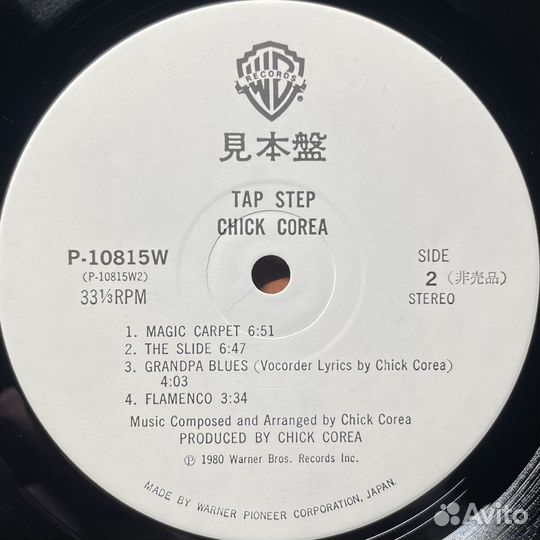 WB RECORDS
見本盤
TAP STEP
CHICK COREA
P-10815W
(P-10815W2)
33⅓RPM
SIDE
2 (非売品)
STEREO
1. MAGIC CARPET 6:51
2. THE SLIDE 6:47
3. GRANDPA BLUES (Vocorder Lyrics by Chick Corea)
4:03
4. FLAMENCO 3:34
Music Composed and Arranged by Chick Corea
PRODUCED BY CHICK COREA
℗ 1980 Warner Bros. Records Inc.
MADE BY WARNER PIONEER CORPORATION, JAPAN.
Avito